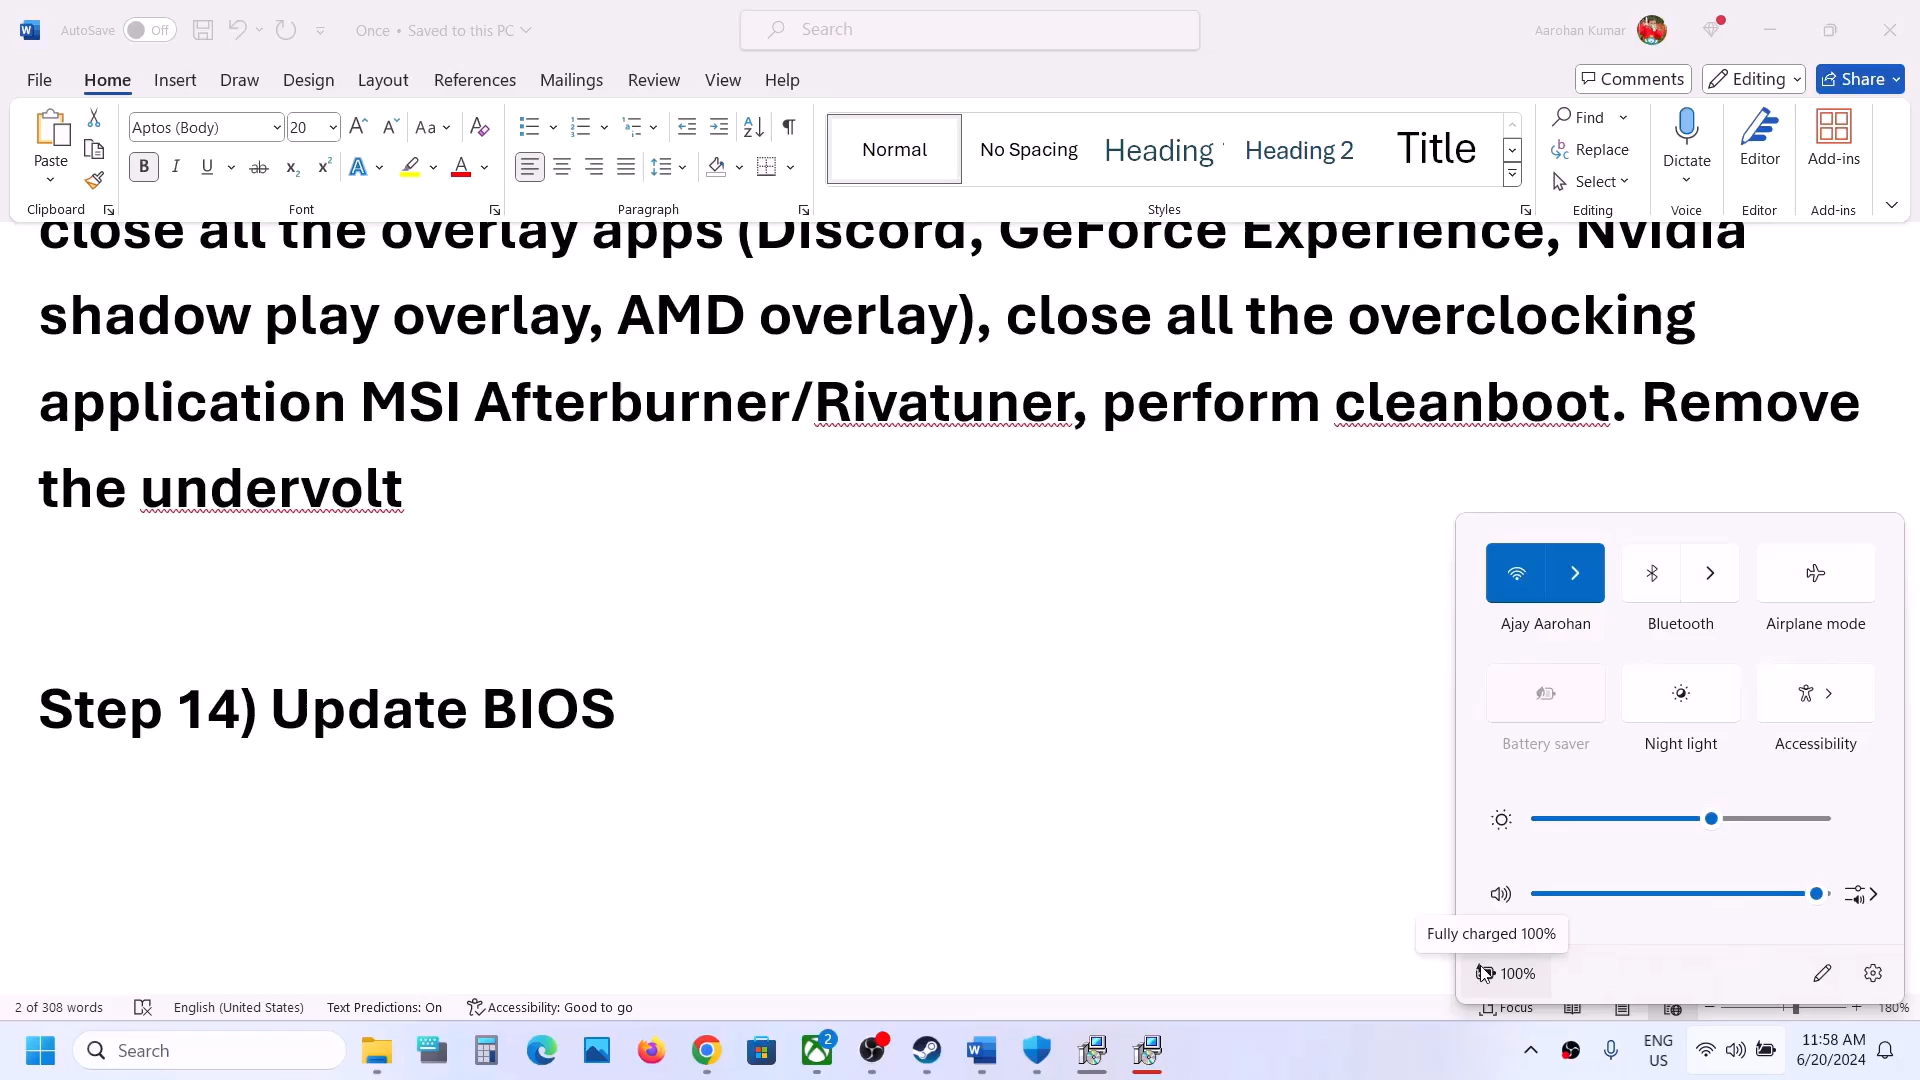 AutoSave Off Once • Saved to this PC Search Aarohan Kumar
File Home Insert Draw Design Layout References Mailings Review View Help Comments Editing Share
Aptos (Body) 20 Aa
Paste
B I U ab x₂ x² A A
Normal No Spacing Heading Heading 2 Title
Find
Replace
Select
Dictate Editor Add-ins
Clipboard Font Paragraph Styles Editing Voice Editor Add-ins
close all the overlay apps (Discord, GeForce Experience, Nvidia
shadow play overlay, AMD overlay), close all the overclocking
application MSI Afterburner/Rivatuner, perform cleanboot. Remove
the undervolt
Step 14) Update BIOS
Ajay Aarohan Bluetooth Airplane mode
Battery saver Night light Accessibility
Fully charged 100%
100%
2 of 308 words English (United States) Text Predictions: On Accessibility: Good to go Focus 180%
Search 2 ENG US 11:58 AM
6/20/2024